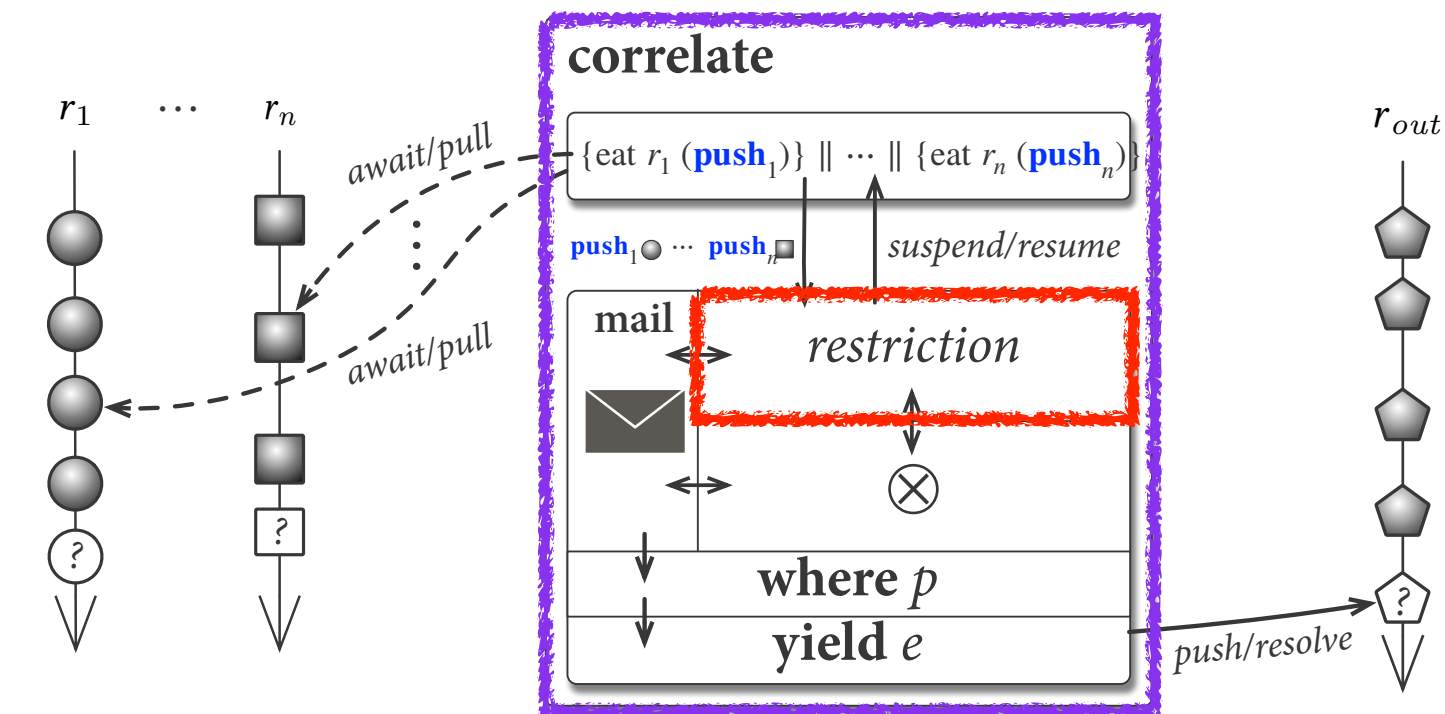 correlate
r₁ ⋯ rₙ
r_out
await/pull
{eat r₁ (push₁)} ‖ ⋯ ‖ {eat rₙ (pushₙ)}
push₁ ⋯ pushₙ
suspend/resume
mail
restriction
await/pull
?
?
where p
?
yield e
push/resolve